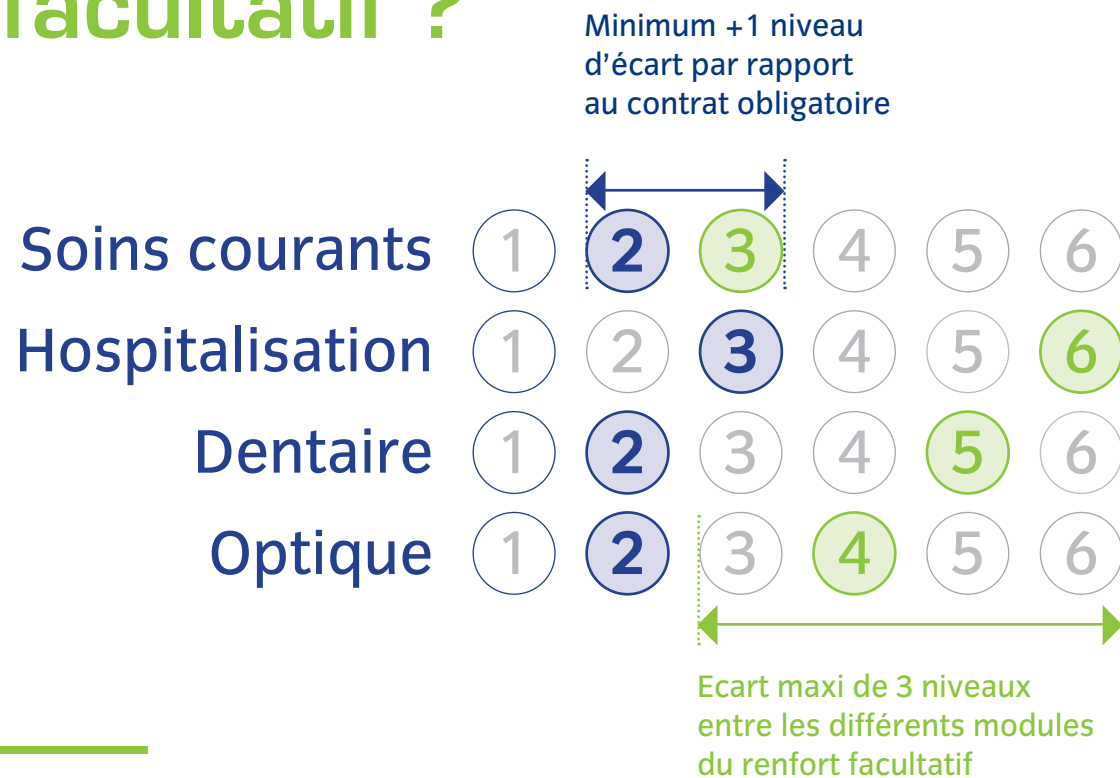 facultatif ?
Minimum +1 niveau
d'écart par rapport
au contrat obligatoire
Soins courants 1 2 3 4 5 6
Hospitalisation 1 2 3 4 5 6
Dentaire 1 2 3 4 5 6
Optique 1 2 3 4 5 6
Ecart maxi de 3 niveaux
entre les différents modules
du renfort facultatif